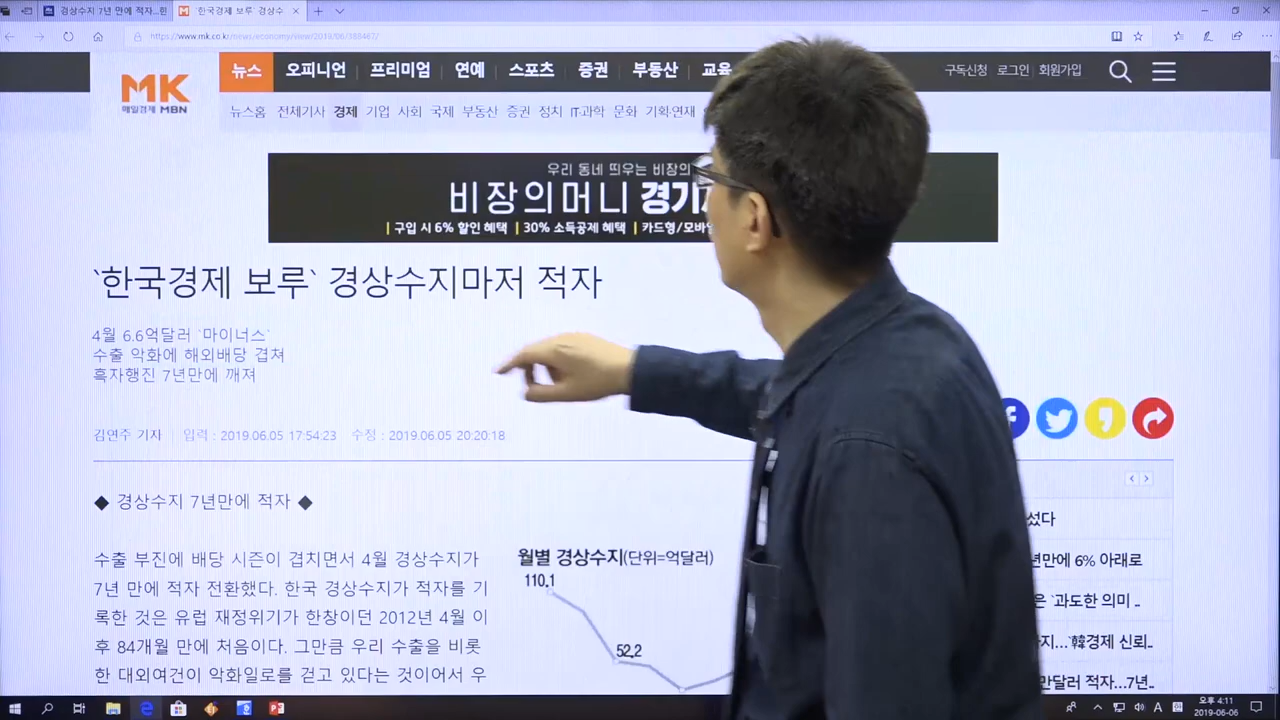 경상수지 7년 만에 적자...한
`한국경제 보루` 경상수
https://www.mk.co.kr/news/economy/view/2019/06/388467/
MK
매일경제 MBN
뉴스 오피니언 프리미엄 연예 스포츠 증권 부동산 교육
구독신청 로그인 회원가입
뉴스홈 전체기사 경제 기업 사회 국제 부동산 증권 정치 IT·과학 문화 기획·연재
우리 동네 띄우는 비장의
비장의머니 경기
구입 시 6% 할인 혜택 30% 소득공제 혜택 카드형/모바일
`한국경제 보루` 경상수지마저 적자
4월 6.6억달러 `마이너스`
수출 악화에 해외배당 겹쳐
흑자행진 7년만에 깨져
김연주 기자 입력 : 2019.06.05 17:54:23 수정 : 2019.06.05 20:20:18
◆ 경상수지 7년만에 적자 ◆
수출 부진에 배당 시즌이 겹치면서 4월 경상수지가
7년 만에 적자 전환했다. 한국 경상수지가 적자를 기
록한 것은 유럽 재정위기가 한창이던 2012년 4월 이
후 84개월 만에 처음이다. 그만큼 우리 수출을 비롯
한 대외여건이 악화일로를 걷고 있다는 것이어서 우
월별 경상수지(단위=억달러)
110.1
52.2
섰다
년만에 6% 아래로
은 `과도한 의미 ..
지...`韓경제 신뢰..
만달러 적자...7년..
A
오후 4:11
2019-06-06